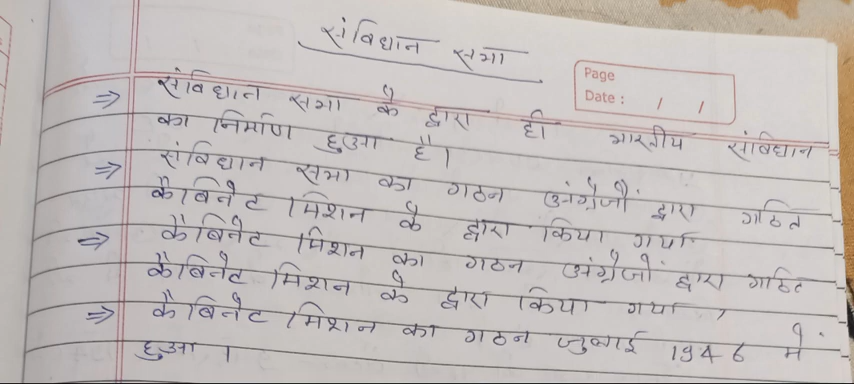 संविधान सभा
Page
Date : / /
⇒ संविधान सभा के द्वारा ही भारतीय संविधान
का निर्माण हुआ है।
⇒ संविधान सभा का गठन अंग्रेजों द्वारा गठित
कैबिनैट मिशन के द्वारा किया गया
⇒ कैबिनैट मिशन का गठन अंग्रेजों द्वारा गठित
कैबिनैट मिशन के द्वारा किया गया,
⇒ कैबिनैट मिशन का गठन जुलाई 1946 में
हुआ।